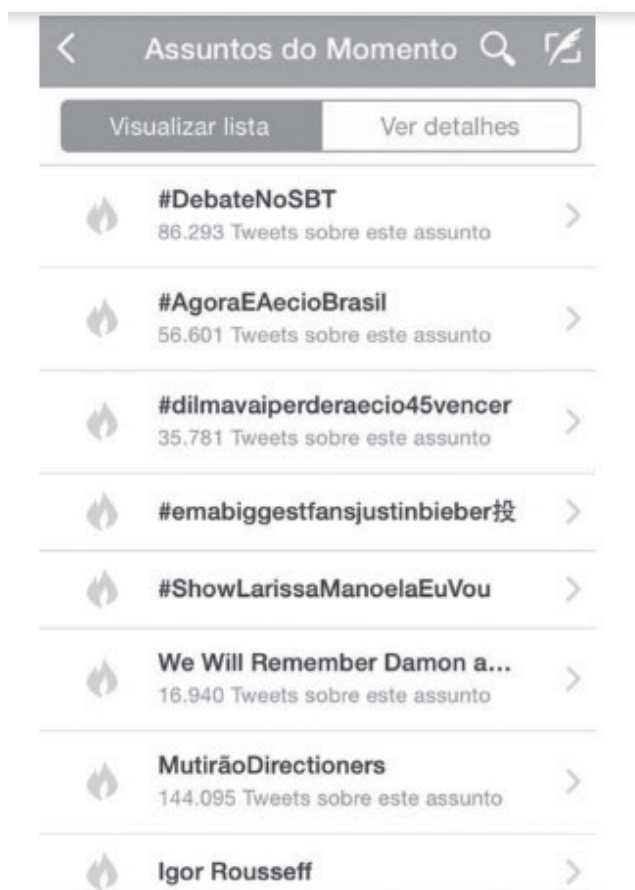 Assuntos do Momento
Visualizar lista
Ver detalhes
#DebateNoSBT
86.293 Tweets sobre este assunto
#AgoraEAecioBrasil
56.601 Tweets sobre este assunto
#dilmavaiperderaecio45vencer
35.781 Tweets sobre este assunto
#emabiggestfansjustinbieber投
#ShowLarissaManoelaEuVou
We Will Remember Damon a...
16.940 Tweets sobre este assunto
MutirãoDirectioners
144.095 Tweets sobre este assunto
Igor Rousseff